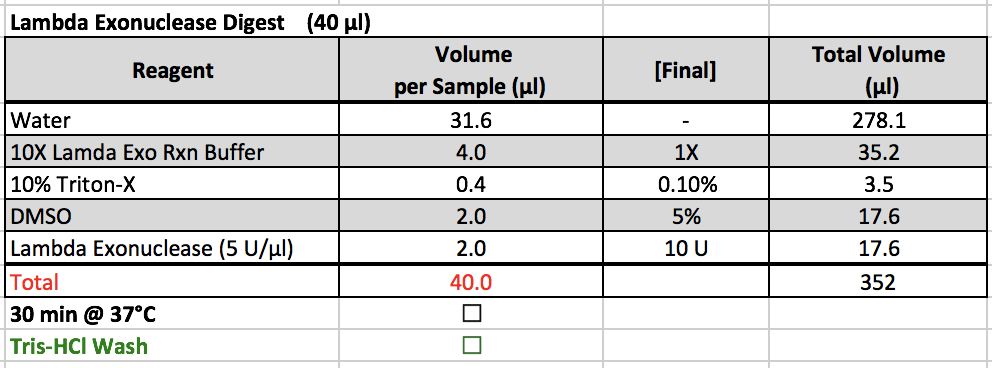 Lambda Exonuclease Digest (40 µl)
Reagent Volume per Sample (µl) [Final] Total Volume (µl)
Water 31.6 - 278.1
10X Lamda Exo Rxn Buffer 4.0 1X 35.2
10% Triton-X 0.4 0.10% 3.5
DMSO 2.0 5% 17.6
Lambda Exonuclease (5 U/µl) 2.0 10 U 17.6
Total 40.0 352
30 min @ 37°C ☐
Tris-HCl Wash ☐